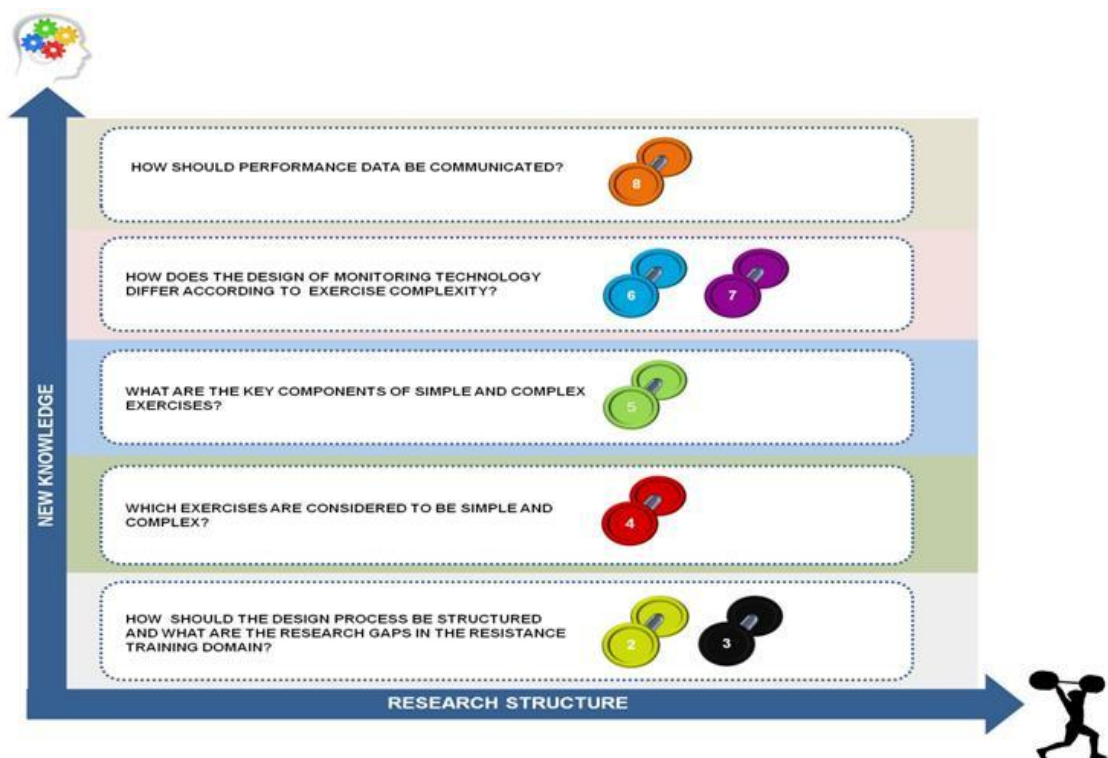 HOW SHOULD PERFORMANCE DATA BE COMMUNICATED?
8
HOW DOES THE DESIGN OF MONITORING TECHNOLOGY
DIFFER ACCORDING TO EXERCISE COMPLEXITY?
6
7
WHAT ARE THE KEY COMPONENTS OF SIMPLE AND COMPLEX
EXERCISES?
5
WHICH EXERCISES ARE CONSIDERED TO BE SIMPLE AND
COMPLEX?
4
HOW SHOULD THE DESIGN PROCESS BE STRUCTURED
AND WHAT ARE THE RESEARCH GAPS IN THE RESISTANCE
TRAINING DOMAIN?
2
3
NEW KNOWLEDGE
RESEARCH STRUCTURE